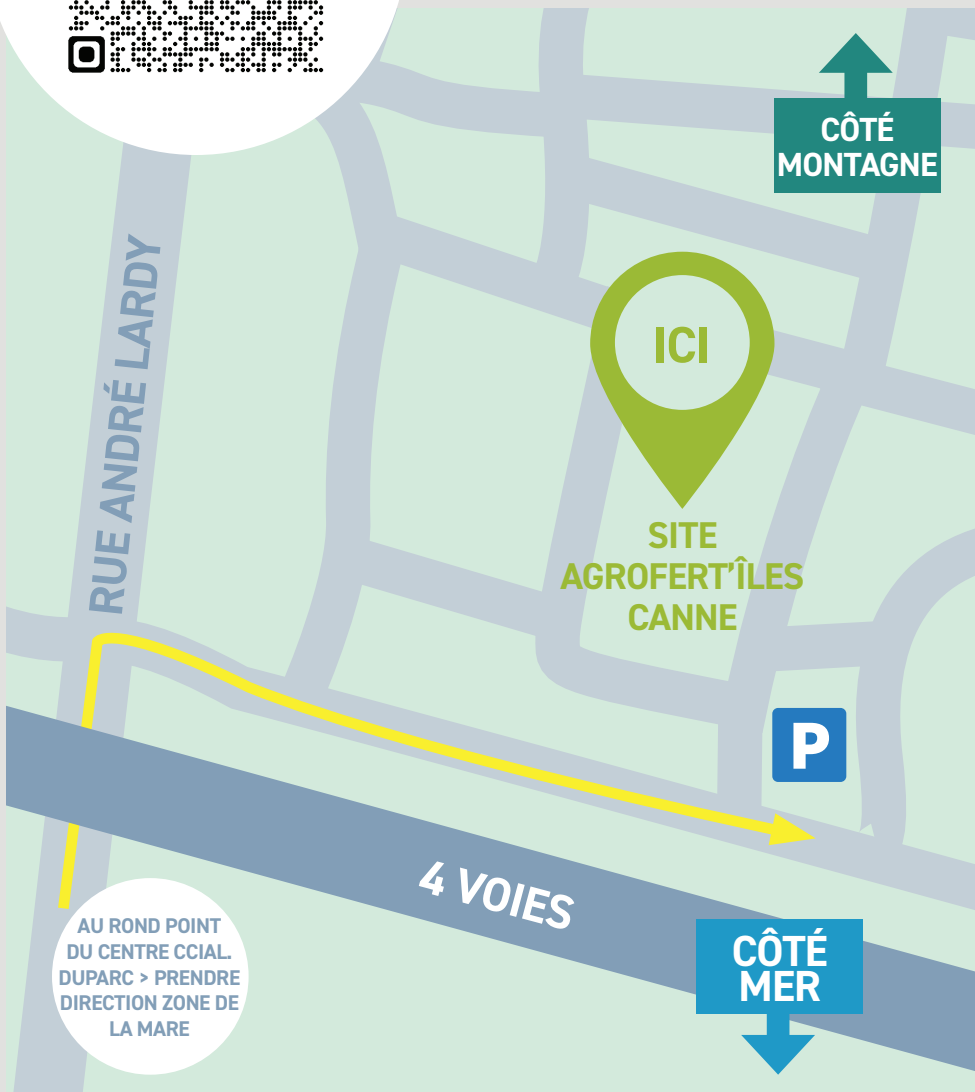 CÔTÉ
MONTAGNE
RUE ANDRÉ LARDY
ICI
SITE
AGROFERT'ÎLES
CANNE
P
4 VOIES
AU ROND POINT
DU CENTRE CCIAL.
DUPARC > PRENDRE
DIRECTION ZONE DE
LA MARE
CÔTÉ
MER